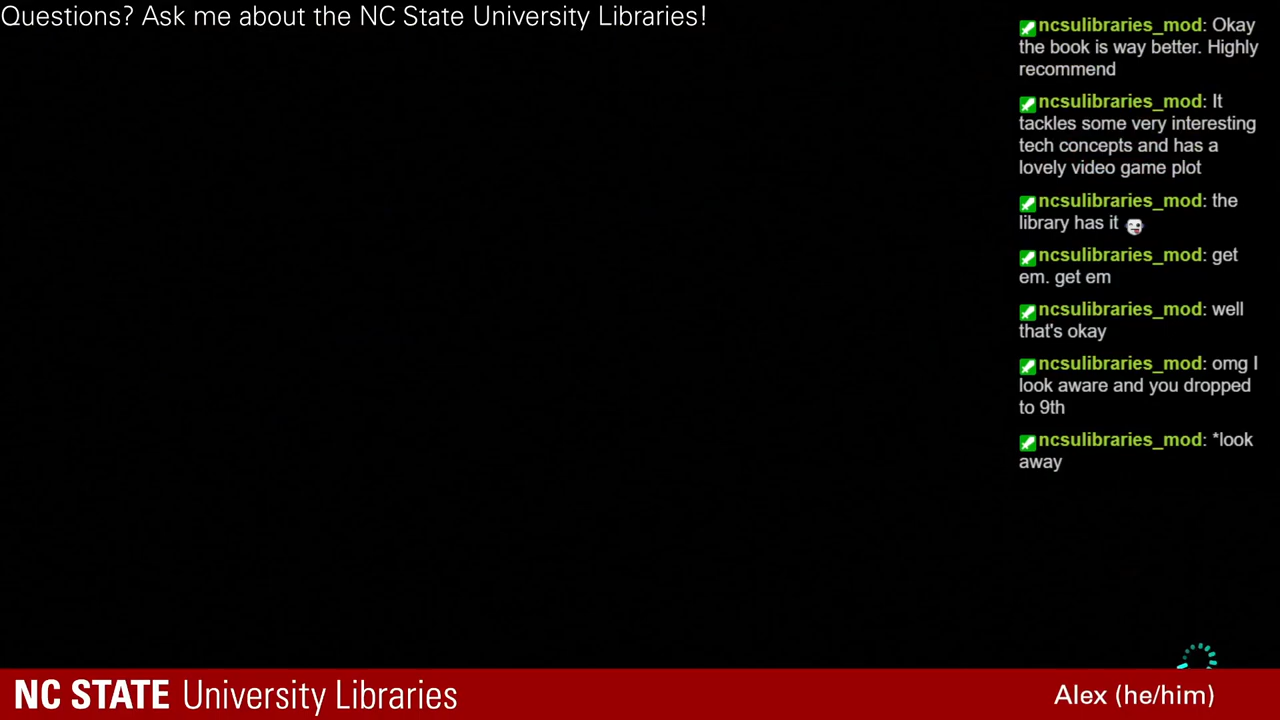 Questions? Ask me about the NC State University Libraries!
ncsulibraries_mod: Okay
the book is way better. Highly
recommend
ncsulibraries_mod: It
tackles some very interesting
tech concepts and has a
lovely video game plot
ncsulibraries_mod: the
library has it
ncsulibraries_mod: get
em. get em
ncsulibraries_mod: well
that's okay
ncsulibraries_mod: omg I
look aware and you dropped
to 9th
ncsulibraries_mod: *look
away
NC STATE University Libraries
Alex (he/him)